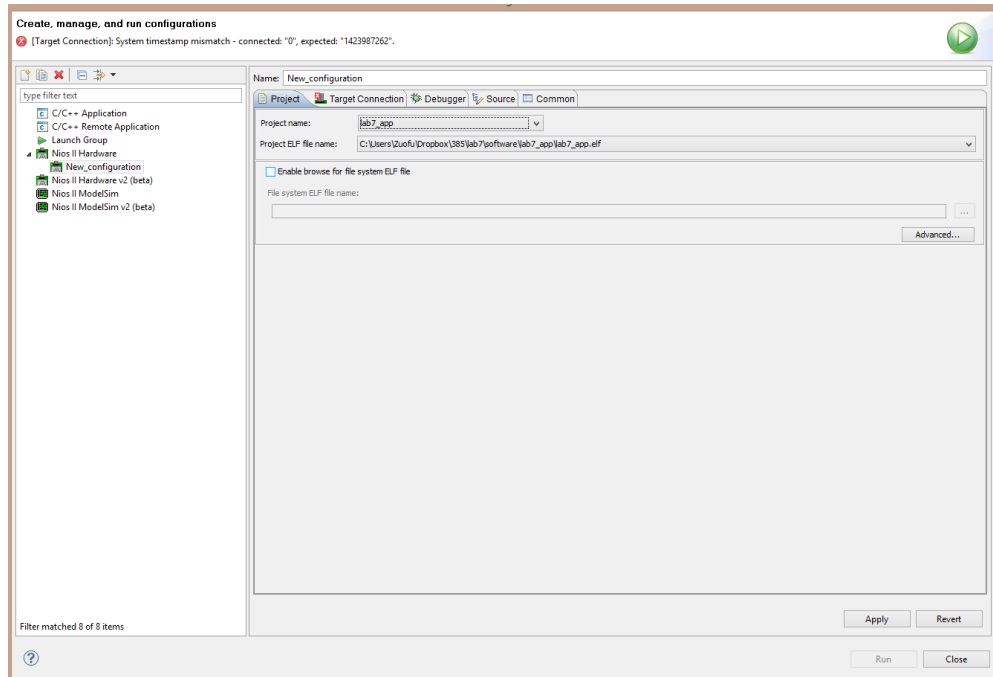 Create, manage, and run configurations
[Target Connection]: System timestamp mismatch - connected: "0", expected: "1423987262".
type filter text
C/C++ Application
C/C++ Remote Application
Launch Group
Nios II Hardware
New_configuration
Nios II Hardware v2 (beta)
Nios II ModelSim
Nios II ModelSim v2 (beta)
Filter matched 8 of 8 items
Name: New_configuration
Project Target Connection Debugger Source Common
Project name: lab7_app
Project ELF file name: C:\Users\Zuofu\Dropbox\385\lab7\software\lab7_app\lab7_app.elf
Enable browse for file system ELF file
File system ELF file name:
...
Advanced...
Apply Revert
Run Close